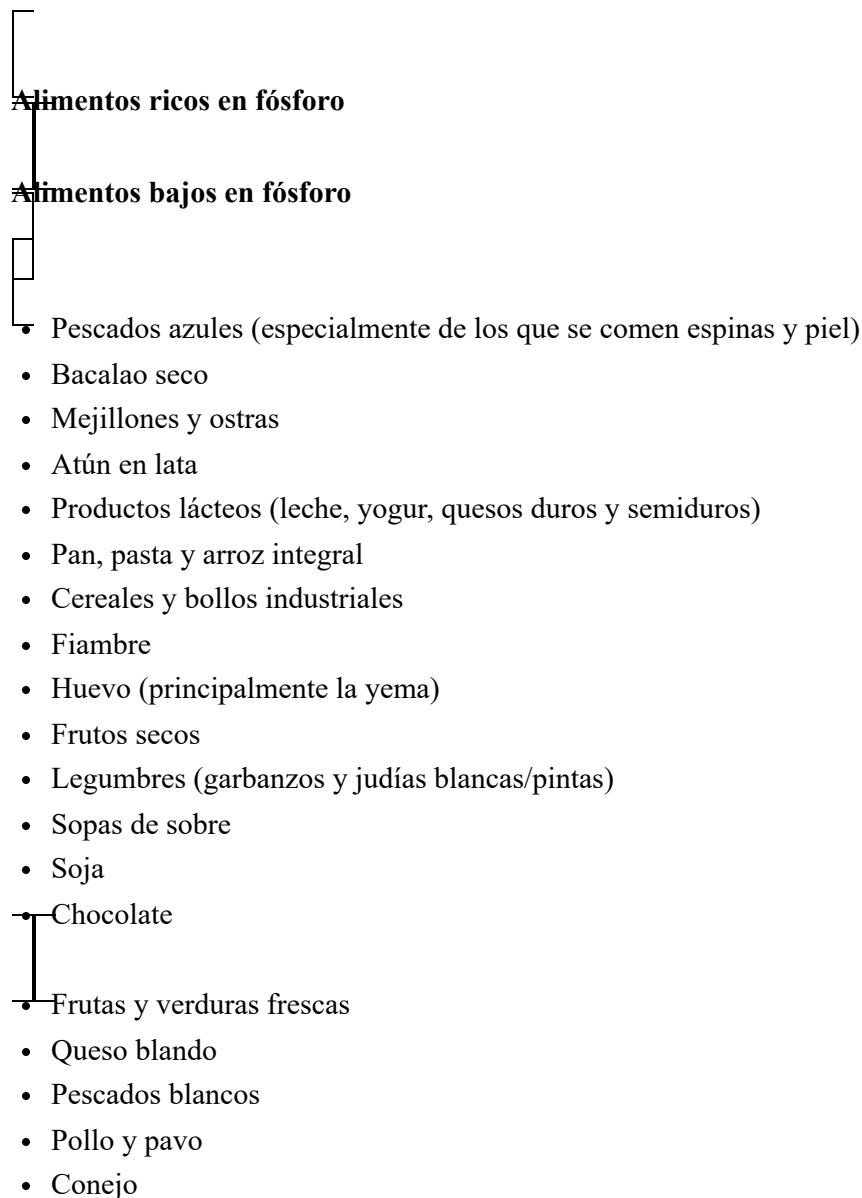 Alimentos ricos en fósforo
Alimentos bajos en fósforo
• Pescados azules (especialmente de los que se comen espinas y piel)
• Bacalao seco
• Mejillones y ostras
• Atún en lata
• Productos lácteos (leche, yogur, quesos duros y semiduros)
• Pan, pasta y arroz integral
• Cereales y bollos industriales
• Fiambre
• Huevo (principalmente la yema)
• Frutos secos
• Legumbres (garbanzos y judías blancas/pintas)
• Sopas de sobre
• Soja
• Chocolate
• Frutas y verduras frescas
• Queso blando
• Pescados blancos
• Pollo y pavo
• Conejo